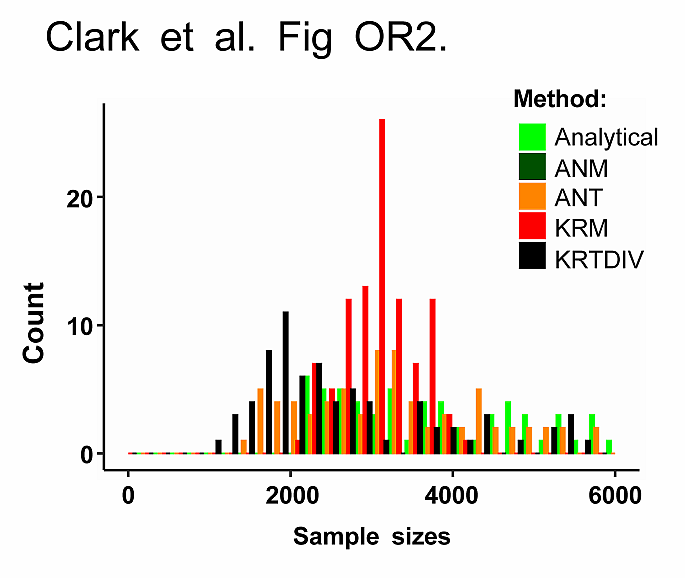 Clark et al. Fig OR2.
Method:
Analytical
ANM
ANT
KRM
KRTDIV
Count
20
10
0
0
2000
4000
6000
Sample sizes